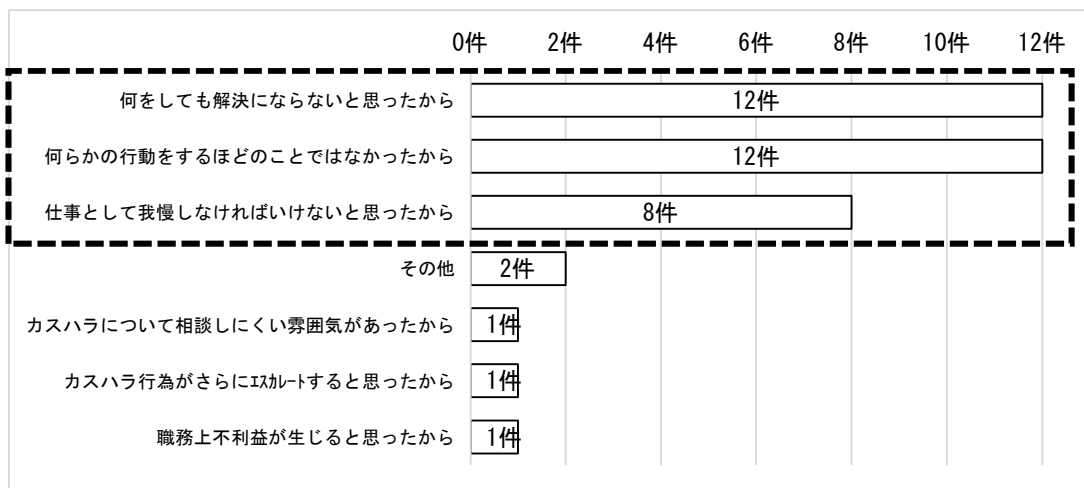 0件 2件 4件 6件 8件 10件 12件
何をしても解決にならないと思ったから 12件
何らかの行動をするほどのことではなかったから 12件
仕事として我慢しなければいけないと思ったから 8件
その他 2件
カスハラについて相談しにくい雰囲気があったから 1件
カスハラ行為がさらにｴｽｶﾚｰﾄすると思ったから 1件
職務上不利益が生じると思ったから 1件